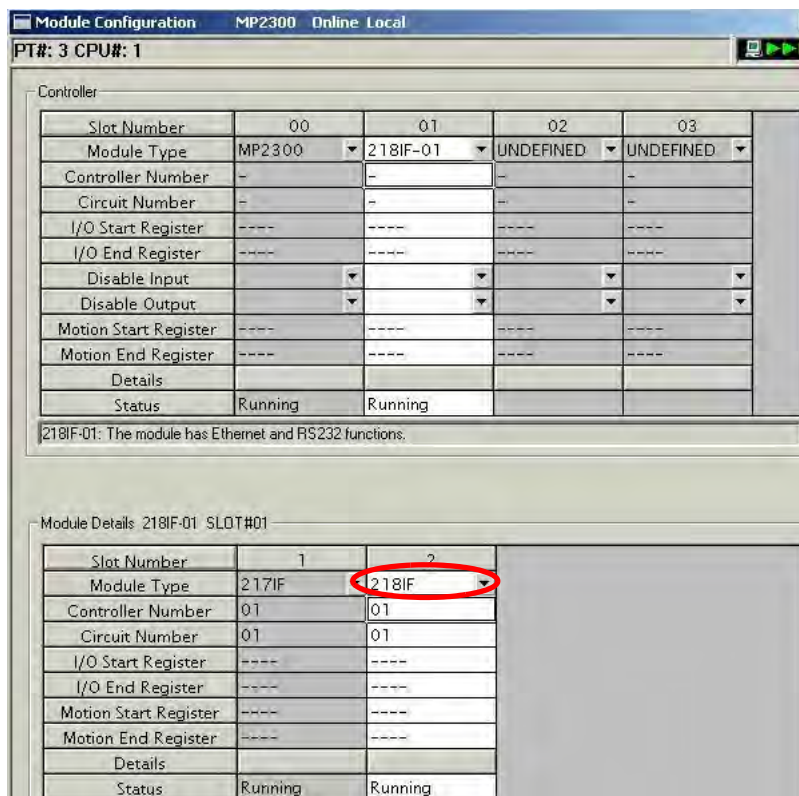 Module Configuration MP2300 Online Local
PT#: 3 CPU#: 1
Controller
Slot Number 00 01 02 03
Module Type MP2300 218IF-01 UNDEFINED UNDEFINED
Controller Number - - - -
Circuit Number - - - -
I/O Start Register ---- ---- ---- ----
I/O End Register ---- ---- ---- ----
Disable Input
Disable Output
Motion Start Register ---- ---- ---- ----
Motion End Register ---- ---- ---- ----
Details
Status Running Running
218IF-01: The module has Ethernet and RS232 functions.
Module Details 218IF-01 SLOT#01
Slot Number 1 2
Module Type 217IF 218IF
Controller Number 01 01
Circuit Number 01 01
I/O Start Register ---- ----
I/O End Register ---- ----
Motion Start Register ---- ----
Motion End Register ---- ----
Details
Status Running Running